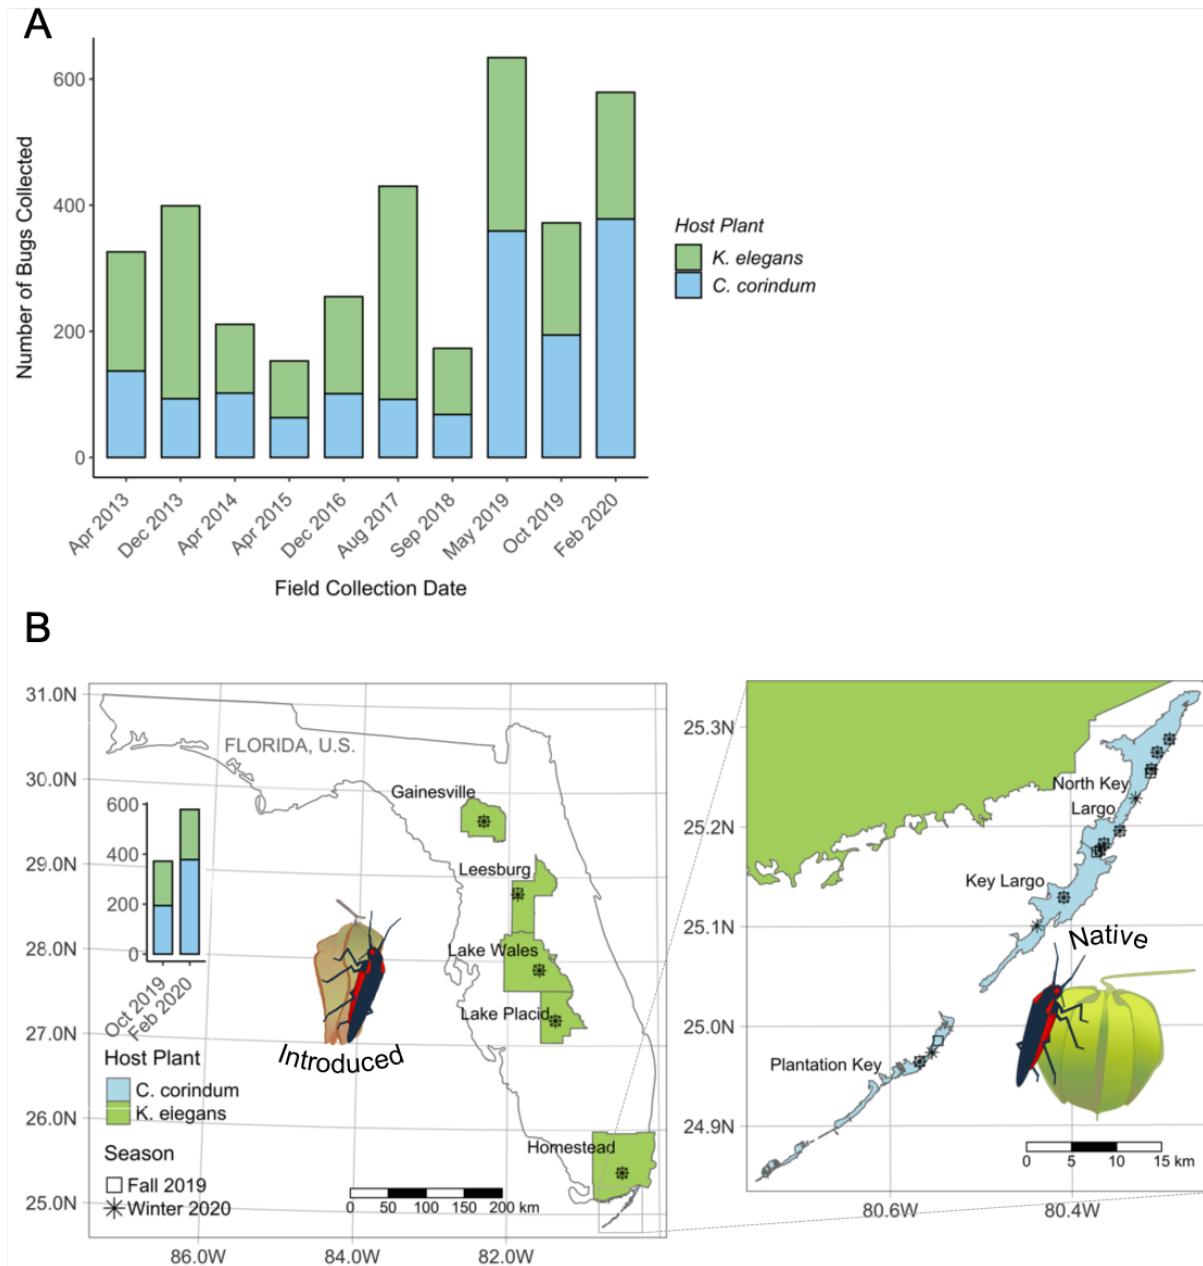 A
Number of Bugs Collected
600
400
200
0
Apr 2013
Dec 2013
Apr 2014
Apr 2015
Dec 2016
Aug 2017
Sep 2018
May 2019
Oct 2019
Feb 2020
Field Collection Date
Host Plant
K. elegans
C. corindum
B
31.0N
30.0N
29.0N
28.0N
27.0N
26.0N
25.0N
86.0W
84.0W
82.0W
FLORIDA, U.S.
Gainesville
Leesburg
Lake Wales
Lake Placid
Homestead
600
400
200
0
Oct 2019
Feb 2020
Introduced
Host Plant
C. corindum
K. elegans
Season
Fall 2019
Winter 2020
0 50 100 150 200 km
25.3N
25.2N
25.1N
25.0N
24.9N
80.6W
80.4W
North Key
Largo
Key Largo
Native
Plantation Key
0 5 10 15 km